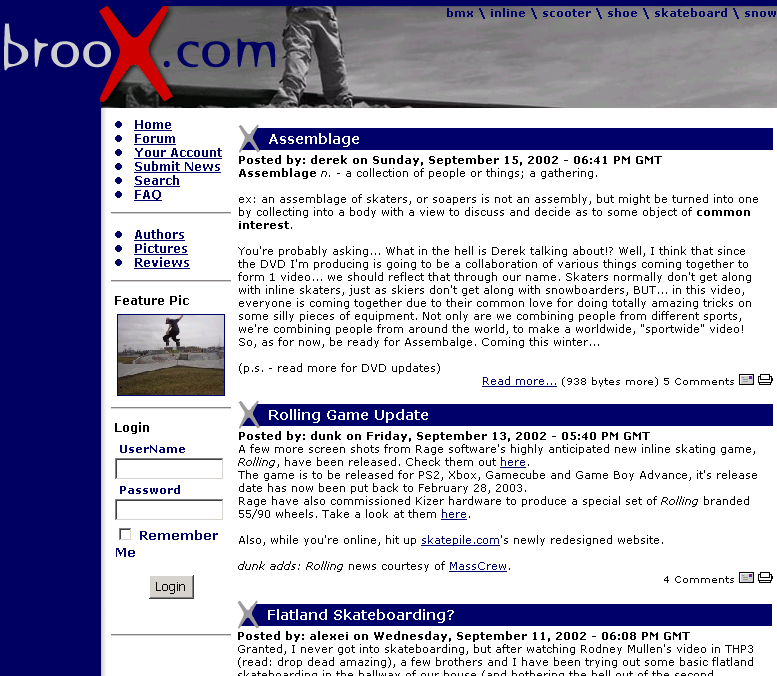 bmx \ inline \ scooter \ shoe \ skateboard \ snow
brooX.com
Home
Forum
Your Account
Submit News
Search
FAQ
Authors
Pictures
Reviews
Feature Pic
Login
UserName
Password
Remember
Me
Login
Assemblage
Posted by: derek on Sunday, September 15, 2002 - 06:41 PM GMT
Assemblage n. - a collection of people or things; a gathering.
ex: an assemblage of skaters, or soapers is not an assembly, but might be turned into one
by collecting into a body with a view to discuss and decide as to some object of common
interest.
You're probably asking... What in the hell is Derek talking about!? Well, I think that since
the DVD I'm producing is going to be a collaboration of various things coming together to
form 1 video... we should reflect that through our name. Skaters normally don't get along
with inline skaters, just as skiers don't get along with snowboarders, BUT... in this video,
everyone is coming together due to their common love for doing totally amazing tricks on
some silly pieces of equipment. Not only are we combining people from different sports,
we're combining people from around the world, to make a worldwide, "sportwide" video!
So, as for now, be ready for Assembalge. Coming this winter...
(p.s. - read more for DVD updates)
Read more... (938 bytes more) 5 Comments
Rolling Game Update
Posted by: dunk on Friday, September 13, 2002 - 05:40 PM GMT
A few more screen shots from Rage software's highly anticipated new inline skating game,
Rolling, have been released. Check them out here.
The game is to be released for PS2, Xbox, Gamecube and Game Boy Advance, it's release
date has now been put back to February 28, 2003.
Rage have also commissioned Kizer hardware to produce a special set of Rolling branded
55/90 wheels. Take a look at them here.
Also, while you're online, hit up skatepile.com's newly redesigned website.
dunk adds: Rolling news courtesy of MassCrew.
4 Comments
Flatland Skateboarding?
Posted by: alexei on Wednesday, September 11, 2002 - 06:08 PM GMT
Granted, I never got into skateboarding, but after watching Rodney Mullen's video in THP3
(read: drop dead amazing), a few brothers and I have been trying out some basic flatland
skateboarding in the hallway of our house (and bothering the hell out of the second